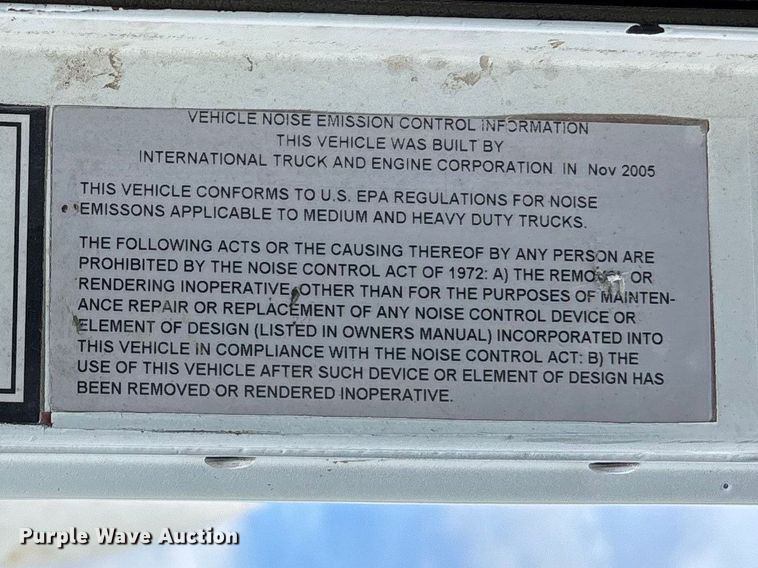 VEHICLE NOISE EMISSION CONTROL INFORMATION
THIS VEHICLE WAS BUILT BY
INTERNATIONAL TRUCK AND ENGINE CORPORATION IN Nov 2005
THIS VEHICLE CONFORMS TO U.S. EPA REGULATIONS FOR NOISE
EMISSONS APPLICABLE TO MEDIUM AND HEAVY DUTY TRUCKS.
THE FOLLOWING ACTS OR THE CAUSING THEREOF BY ANY PERSON ARE
PROHIBITED BY THE NOISE CONTROL ACT OF 1972: A) THE REMOVAL OR
RENDERING INOPERATIVE, OTHER THAN FOR THE PURPOSES OF MAINTEN-
ANCE REPAIR OR REPLACEMENT OF ANY NOISE CONTROL DEVICE OR
ELEMENT OF DESIGN (LISTED IN OWNERS MANUAL) INCORPORATED INTO
THIS VEHICLE IN COMPLIANCE WITH THE NOISE CONTROL ACT: B) THE
USE OF THIS VEHICLE AFTER SUCH DEVICE OR ELEMENT OF DESIGN HAS
BEEN REMOVED OR RENDERED INOPERATIVE.
Purple Wave Auction